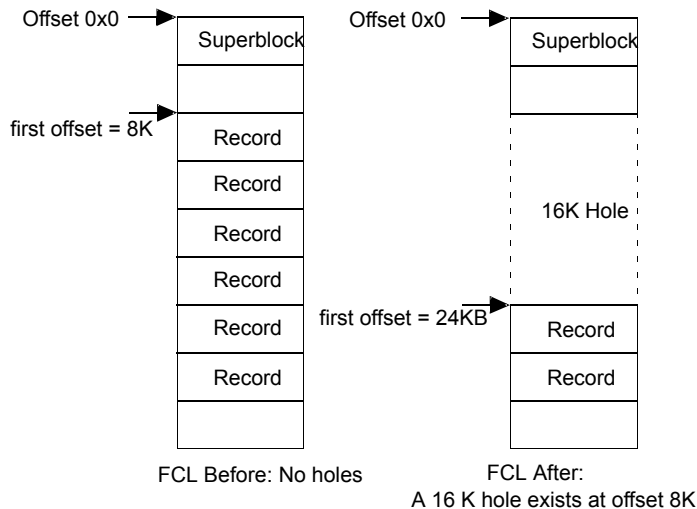 Offset 0x0
Superblock
first offset = 8K
Record
Record
Record
Record
Record
Record
FCL Before: No holes
Offset 0x0
Superblock
16K Hole
first offset = 24KB
Record
Record
FCL After:
A 16 K hole exists at offset 8K